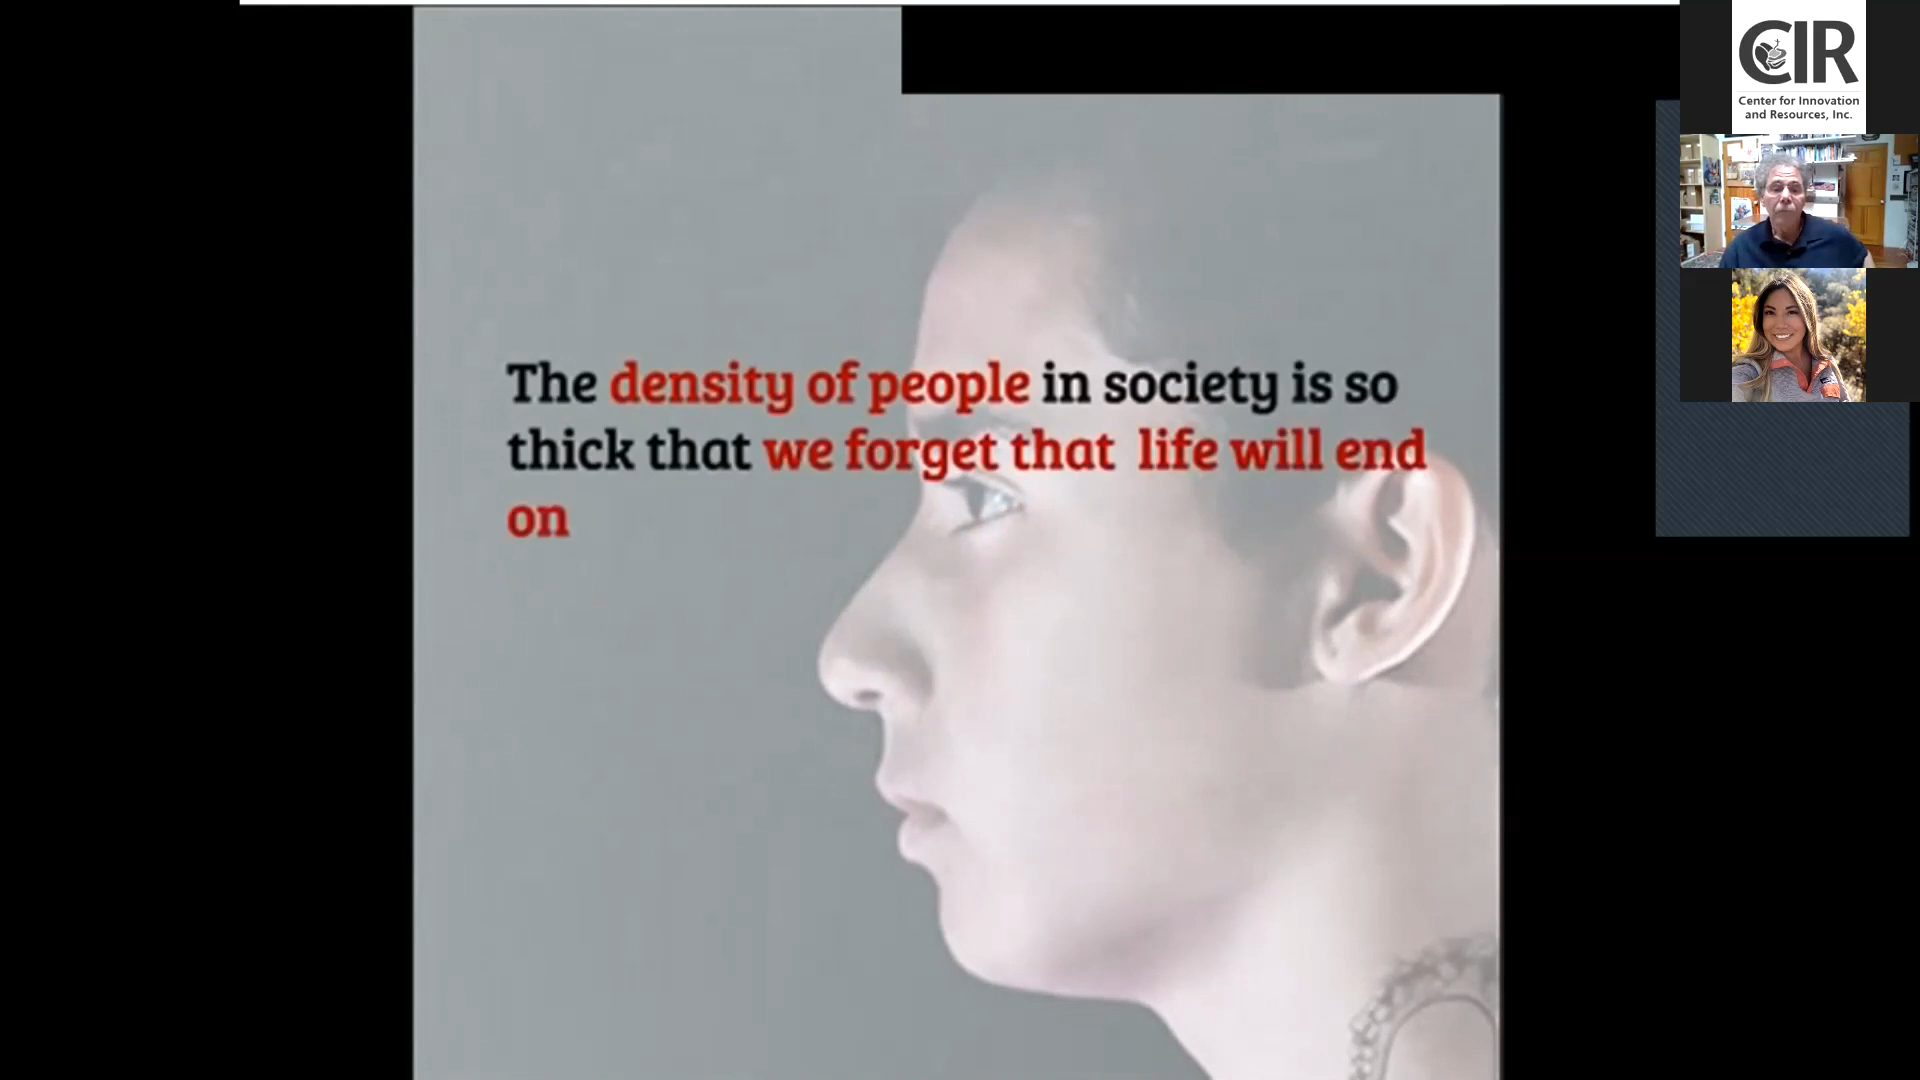 The density of people in society is so
thick that we forget that life will end
on
CIR
Center for Innovation
and Resources, Inc.